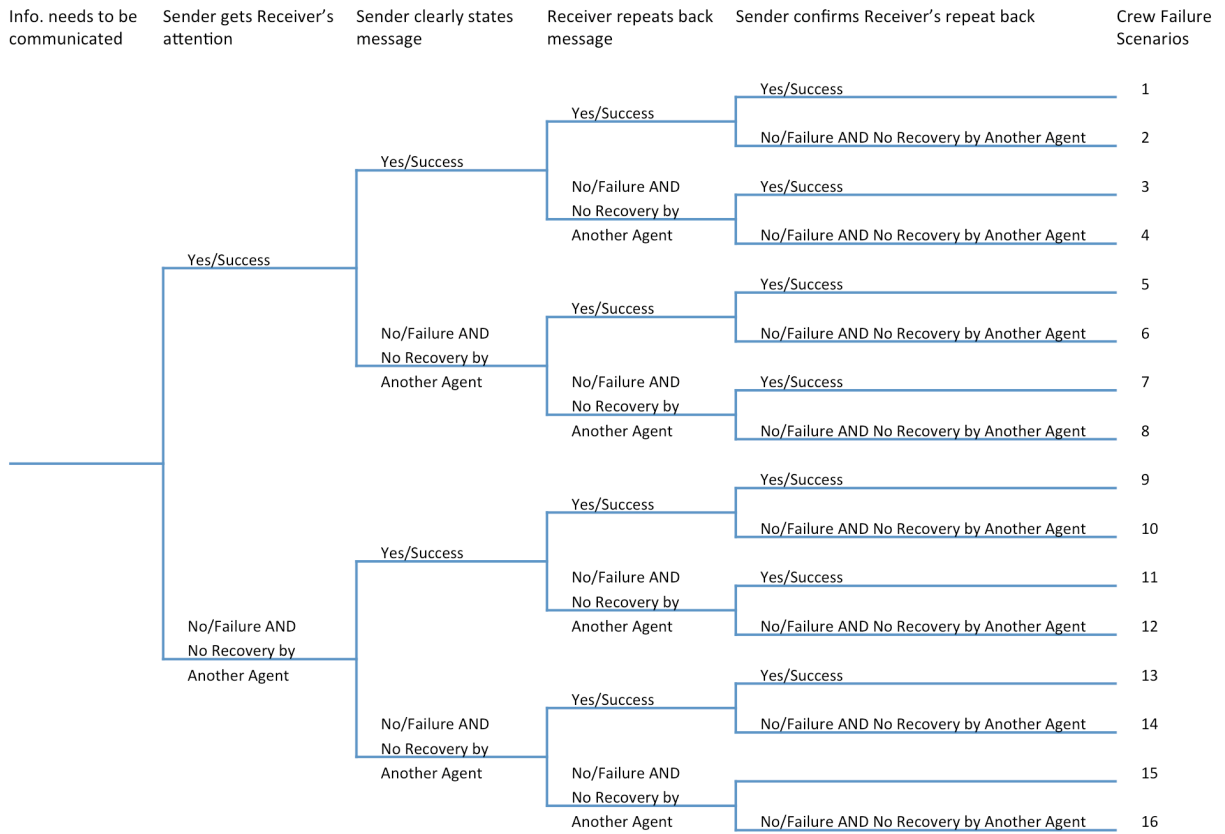 Info. needs to be communicated
Sender gets Receiver's attention
Sender clearly states message
Receiver repeats back message
Sender confirms Receiver's repeat back
Crew Failure Scenarios
Yes/Success 1
Yes/Success
No/Failure AND No Recovery by Another Agent 2
Yes/Success
No/Failure AND
No Recovery by
Another Agent
Yes/Success 3
No/Failure AND No Recovery by Another Agent 4
Yes/Success
Yes/Success 5
Yes/Success
No/Failure AND No Recovery by Another Agent 6
No/Failure AND
No Recovery by
Another Agent
No/Failure AND
No Recovery by
Another Agent
Yes/Success 7
No/Failure AND No Recovery by Another Agent 8
Yes/Success 9
Yes/Success
No/Failure AND No Recovery by Another Agent 10
Yes/Success
No/Failure AND
No Recovery by
Another Agent
Yes/Success 11
No/Failure AND No Recovery by Another Agent 12
No/Failure AND
No Recovery by
Another Agent
Yes/Success 13
Yes/Success
No/Failure AND No Recovery by Another Agent 14
No/Failure AND
No Recovery by
Another Agent
No/Failure AND
No Recovery by
Another Agent
15
No/Failure AND No Recovery by Another Agent 16